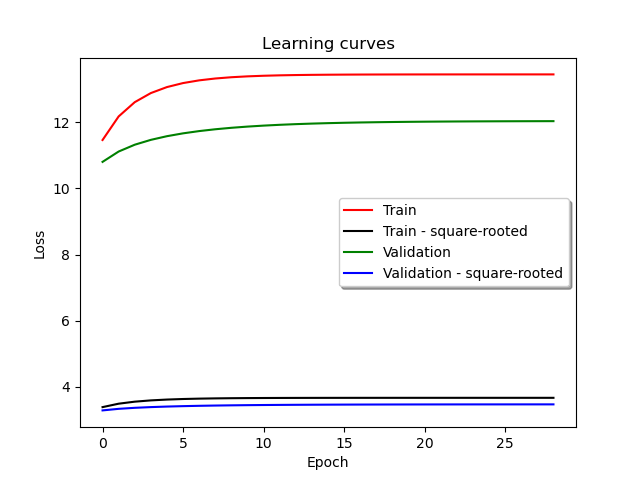 Learning curves
Loss
12
10
8
6
4
Train
Train - square-rooted
Validation
Validation - square-rooted
0 5 10 15 20 25
Epoch